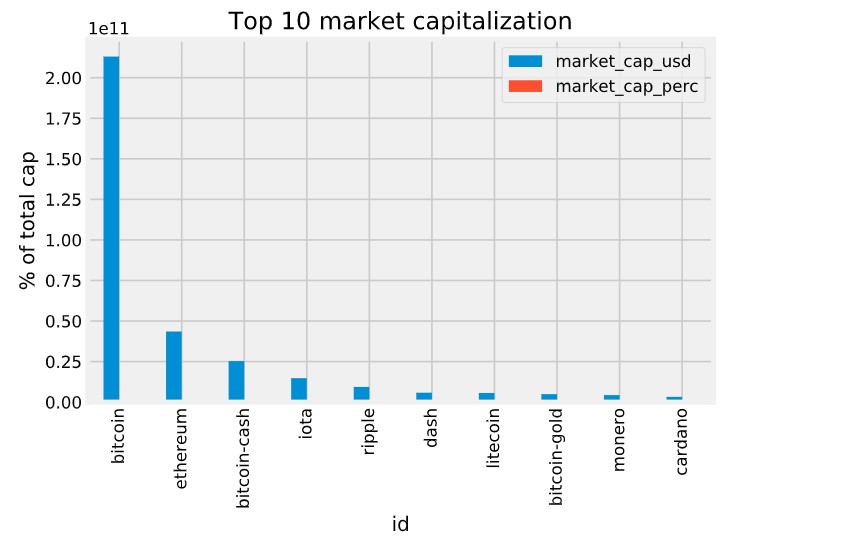 Top 10 market capitalization
1e11
market_cap_usd
market_cap_perc
% of total cap
2.00
1.75
1.50
1.25
1.00
0.75
0.50
0.25
0.00
bitcoin
ethereum
bitcoin-cash
iota
ripple
dash
litecoin
bitcoin-gold
monero
cardano
id